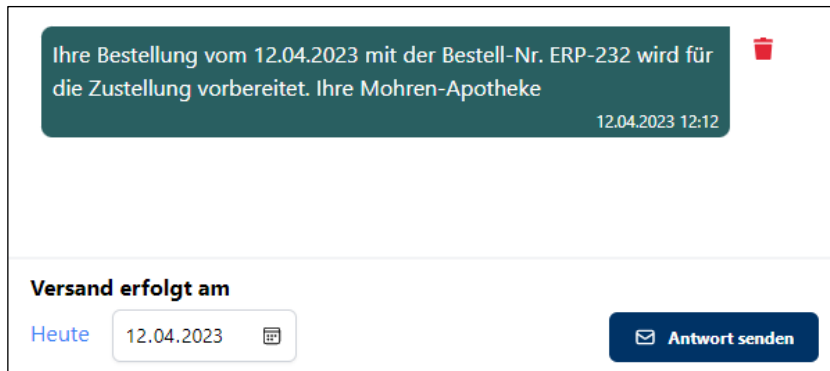 Ihre Bestellung vom 12.04.2023 mit der Bestell-Nr. ERP-232 wird für
die Zustellung vorbereitet. Ihre Mohren-Apotheke
12.04.2023 12:12
Versand erfolgt am
Heute 12.04.2023 Antwort senden